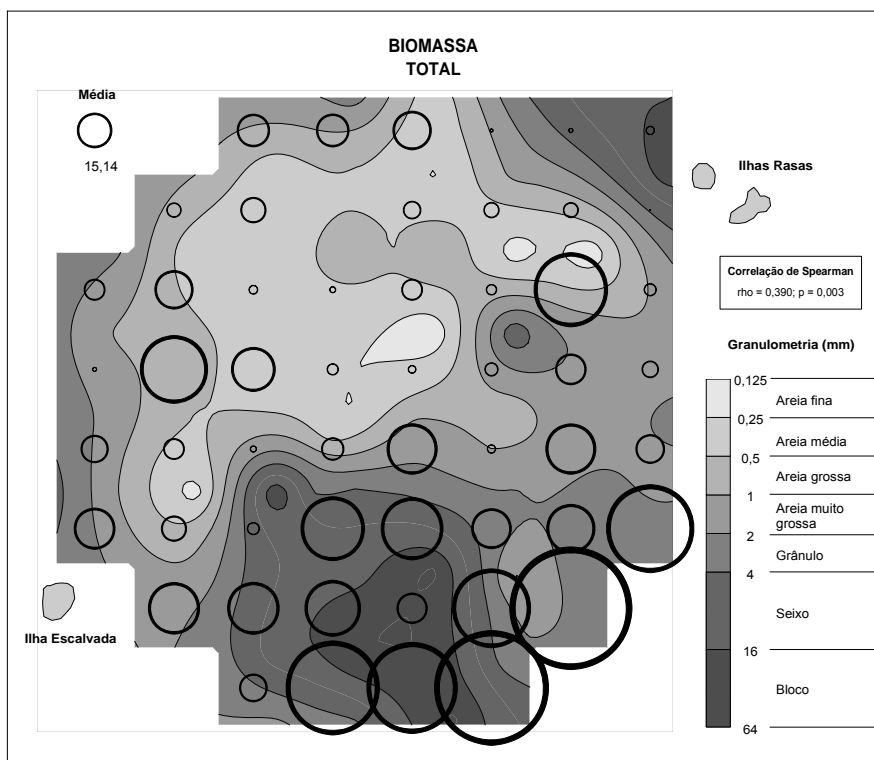 BIOMASSA
TOTAL
Média
15,14
Ilhas Rasas
Correlação de Spearman
rho = 0,390; p = 0,003
Granulometria (mm)
0,125
Areia fina
0,25
Areia média
0,5
Areia grossa
1
Areia muito
grossa
2
Grânulo
4
Seixo
16
Bloco
64
Ilha Escalvada